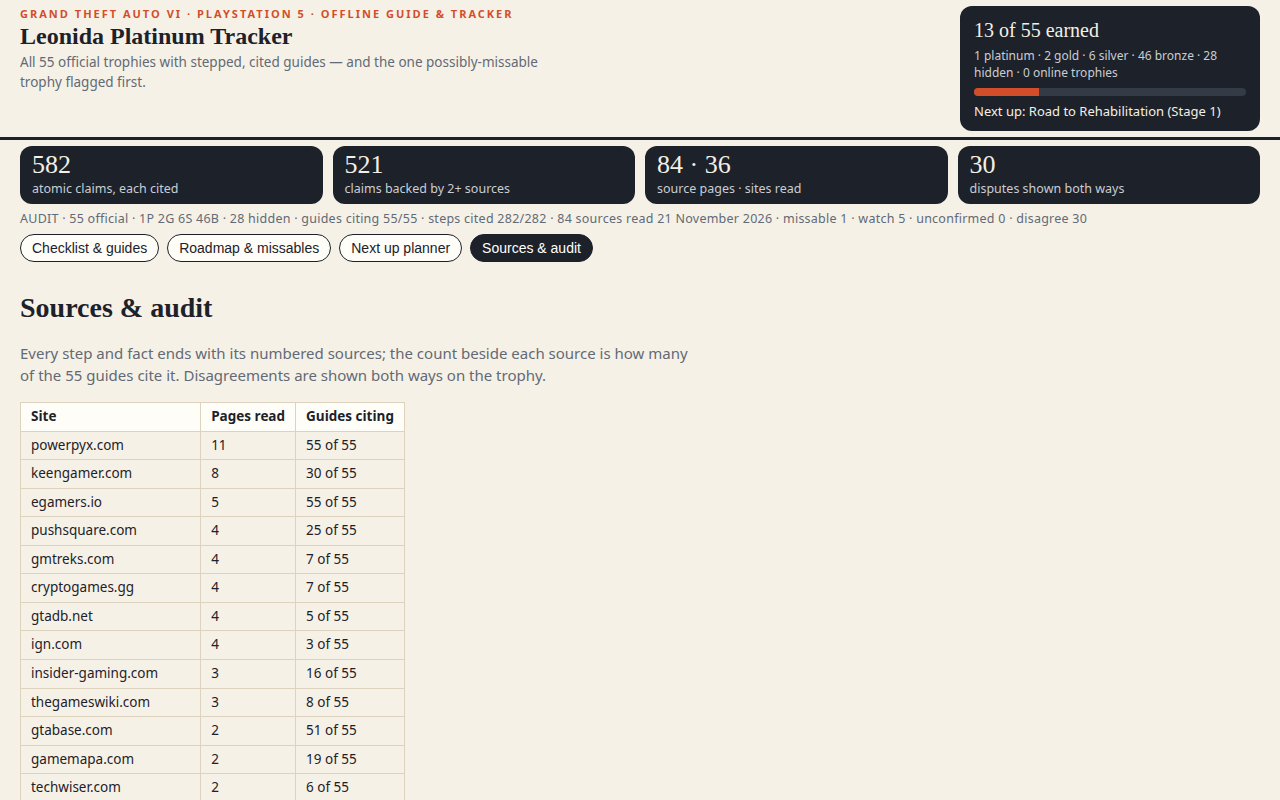 GRAND THEFT AUTO VI · PLAYSTATION 5 · OFFLINE GUIDE & TRACKER
Leonida Platinum Tracker
All 55 official trophies with stepped, cited guides — and the one possibly-missable
trophy flagged first.
13 of 55 earned
1 platinum · 2 gold · 6 silver · 46 bronze · 28
hidden · 0 online trophies
Next up: Road to Rehabilitation (Stage 1)
582
atomic claims, each cited
521
claims backed by 2+ sources
84 · 36
source pages · sites read
30
disputes shown both ways
AUDIT · 55 official · 1P 2G 6S 46B · 28 hidden · guides citing 55/55 · steps cited 282/282 · 84 sources read 21 November 2026 · missable 1 · watch 5 · unconfirmed 0 · disagree 30
Checklist & guides
Roadmap & missables
Next up planner
Sources & audit
Sources & audit
Every step and fact ends with its numbered sources; the count beside each source is how many
of the 55 guides cite it. Disagreements are shown both ways on the trophy.
Site Pages read Guides citing
powerpyx.com 11 55 of 55
keengamer.com 8 30 of 55
egamers.io 5 55 of 55
pushsquare.com 4 25 of 55
gmtreks.com 4 7 of 55
cryptogames.gg 4 7 of 55
gtadb.net 4 5 of 55
ign.com 4 3 of 55
insider-gaming.com 3 16 of 55
thegameswiki.com 3 8 of 55
gtabase.com 2 51 of 55
gamemapa.com 2 19 of 55
techwiser.com 2 6 of 55